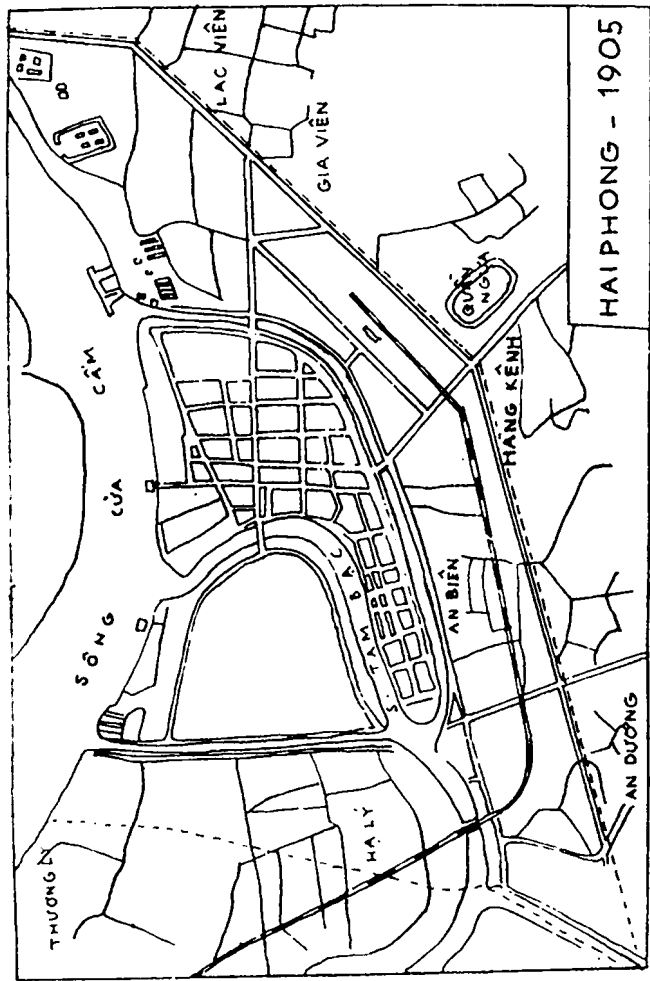 HAIPHONG - 1905
LẠC VIÊN
GIA VIÊN
QUẦN
NGỰA
HÀNG KÊNH
SÔNG CỬA CẤM
S. TAM BẠC
AN BIÊN
AN DƯƠNG
HẠ LÝ
THƯỢNG LÝ